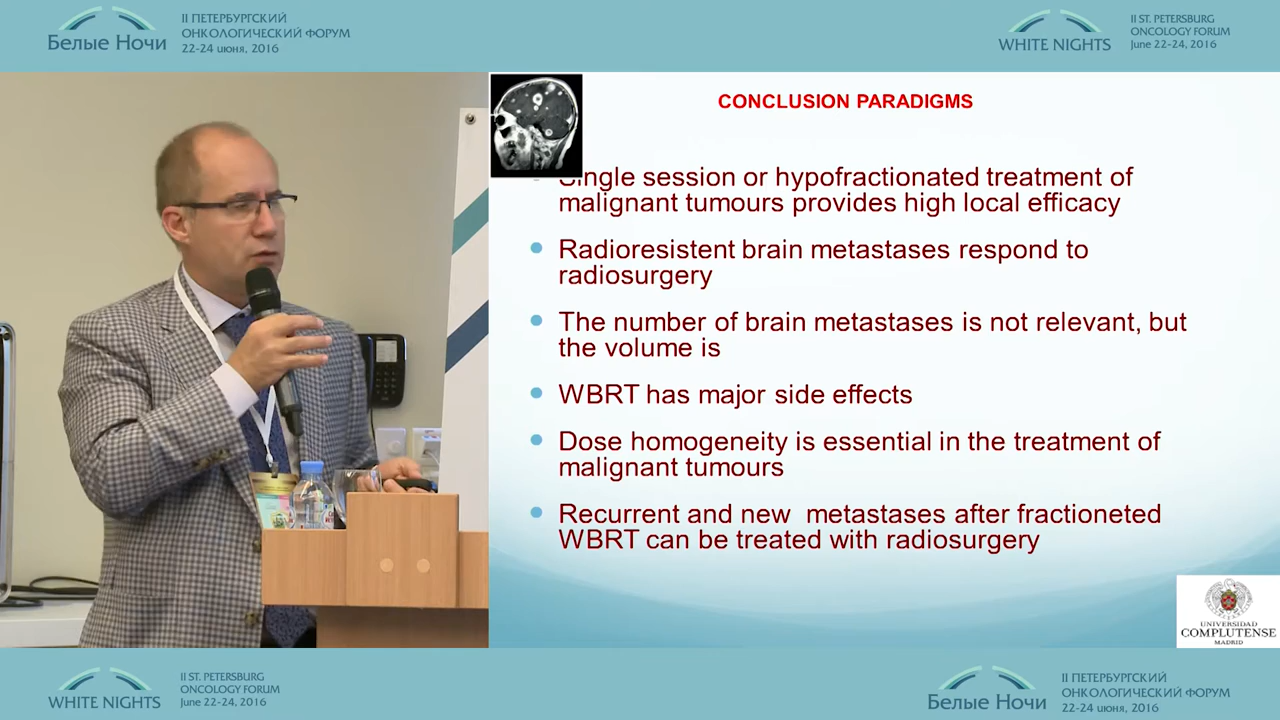 Белые Ночи
II ПЕТЕРБУРГСКИЙ
ОНКОЛОГИЧЕСКИЙ ФОРУМ
22-24 июня, 2016
WHITE NIGHTS
II ST. PETERSBURG
ONCOLOGY FORUM
June 22-24, 2016
CONCLUSION PARADIGMS
Single session or hypofractionated treatment of
malignant tumours provides high local efficacy
Radioresistent brain metastases respond to
radiosurgery
The number of brain metastases is not relevant, but
the volume is
WBRT has major side effects
Dose homogeneity is essential in the treatment of
malignant tumours
Recurrent and new metastases after fractioneted
WBRT can be treated with radiosurgery
UNIVERSIDAD
COMPLUTENSE
MADRID
WHITE NIGHTS
II ST. PETERSBURG
ONCOLOGY FORUM
June 22-24, 2016
Белые Ночи
II ПЕТЕРБУРГСКИЙ
ОНКОЛОГИЧЕСКИЙ ФОРУМ
22-24 июня, 2016